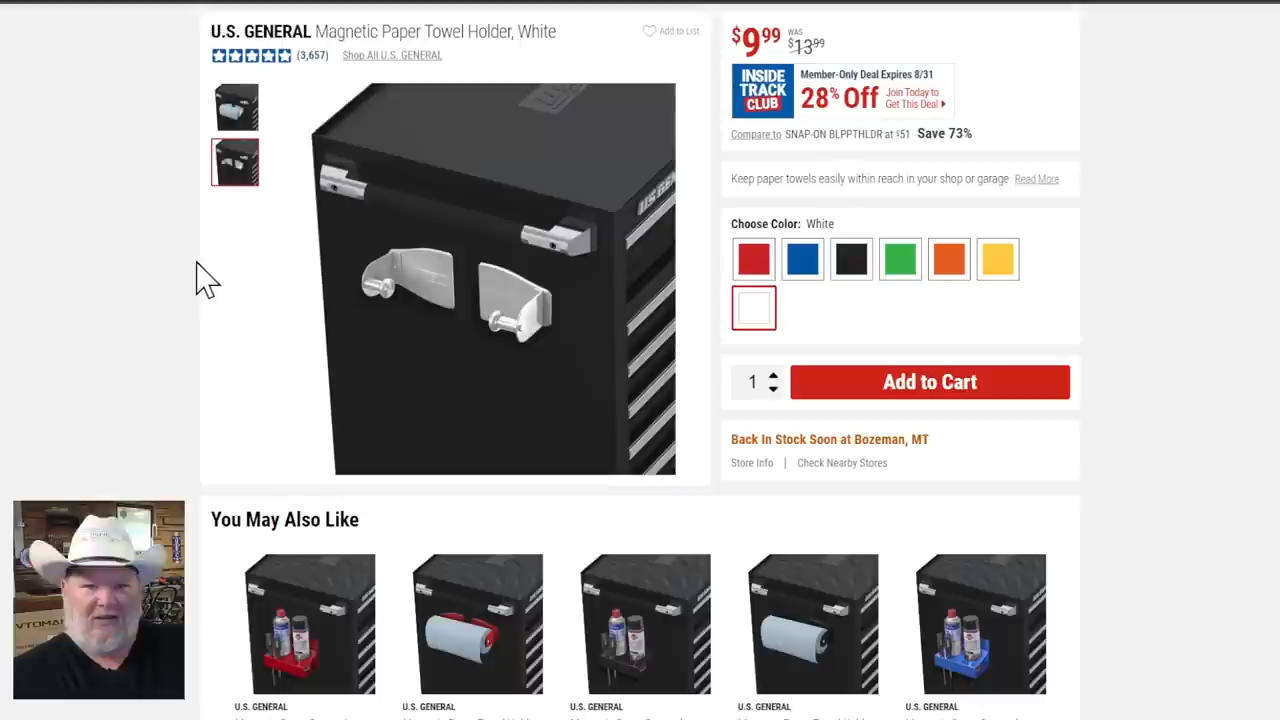 U.S. GENERAL Magnetic Paper Towel Holder, White
Add to List
(3,657) Shop All U.S. GENERAL
U.S.GEN
$999 WAS $1399
INSIDE TRACK CLUB
Member-Only Deal Expires 8/31
28% Off
Join Today to
Get This Deal
Compare to SNAP-ON BLPPTHLDR at $51 Save 73%
Keep paper towels easily within reach in your shop or garage Read More
Choose Color: White
1
Add to Cart
Back In Stock Soon at Bozeman, MT
Store Info | Check Nearby Stores
You May Also Like
VTOMAN
U.S. GENERAL
U.S. GENERAL
U.S. GENERAL
U.S. GENERAL
U.S. GENERAL